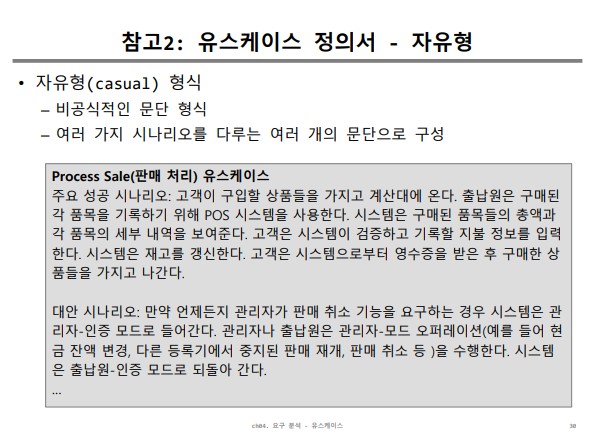 참고2: 유스케이스 정의서 - 자유형
• 자유형(casual) 형식
– 비공식적인 문단 형식
– 여러 가지 시나리오를 다루는 여러 개의 문단으로 구성
Process Sale(판매 처리) 유스케이스
주요 성공 시나리오: 고객이 구입할 상품들을 가지고 계산대에 온다. 출납원은 구매된
각 품목을 기록하기 위해 POS 시스템을 사용한다. 시스템은 구매된 품목들의 총액과
각 품목의 세부 내역을 보여준다. 고객은 시스템이 검증하고 기록할 지불 정보를 입력
한다. 시스템은 재고를 갱신한다. 고객은 시스템으로부터 영수증을 받은 후 구매한 상
품들을 가지고 나간다.
대안 시나리오: 만약 언제든지 관리자가 판매 취소 기능을 요구하는 경우 시스템은 관
리자-인증 모드로 들어간다. 관리자나 출납원은 관리자-모드 오퍼레이션(예를 들어 현
금 잔액 변경, 다른 등록기에서 중지된 판매 재개, 판매 취소 등 )을 수행한다. 시스템
은 출납원-인증 모드로 되돌아 간다.
...
ch04. 요구 분석 - 유스케이스
38